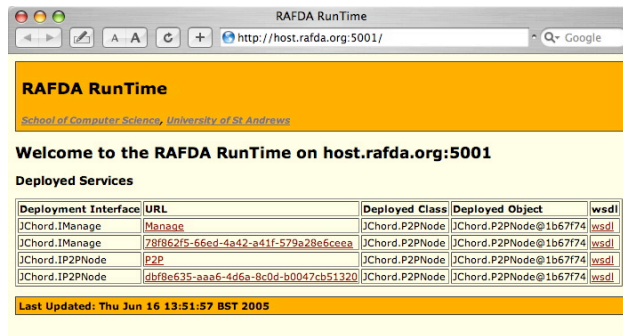 RAFDA RunTime
A A http://host.rafda.org:5001/ Google
RAFDA RunTime
School of Computer Science, University of St Andrews
Welcome to the RAFDA RunTime on host.rafda.org:5001
Deployed Services
Deployment Interface URL Deployed Class Deployed Object wsdl
JChord.IManage Manage JChord.P2PNode JChord.P2PNode@1b67f74 wsdl
JChord.IManage 78f862f5-66ed-4a42-a41f-579a28e6ceea JChord.P2PNode JChord.P2PNode@1b67f74 wsdl
JChord.IP2PNode P2P JChord.P2PNode JChord.P2PNode@1b67f74 wsdl
JChord.IP2PNode dbf8e635-aaa6-4d6a-8c0d-b0047cb51320 JChord.P2PNode JChord.P2PNode@1b67f74 wsdl
Last Updated: Thu Jun 16 13:51:57 BST 2005